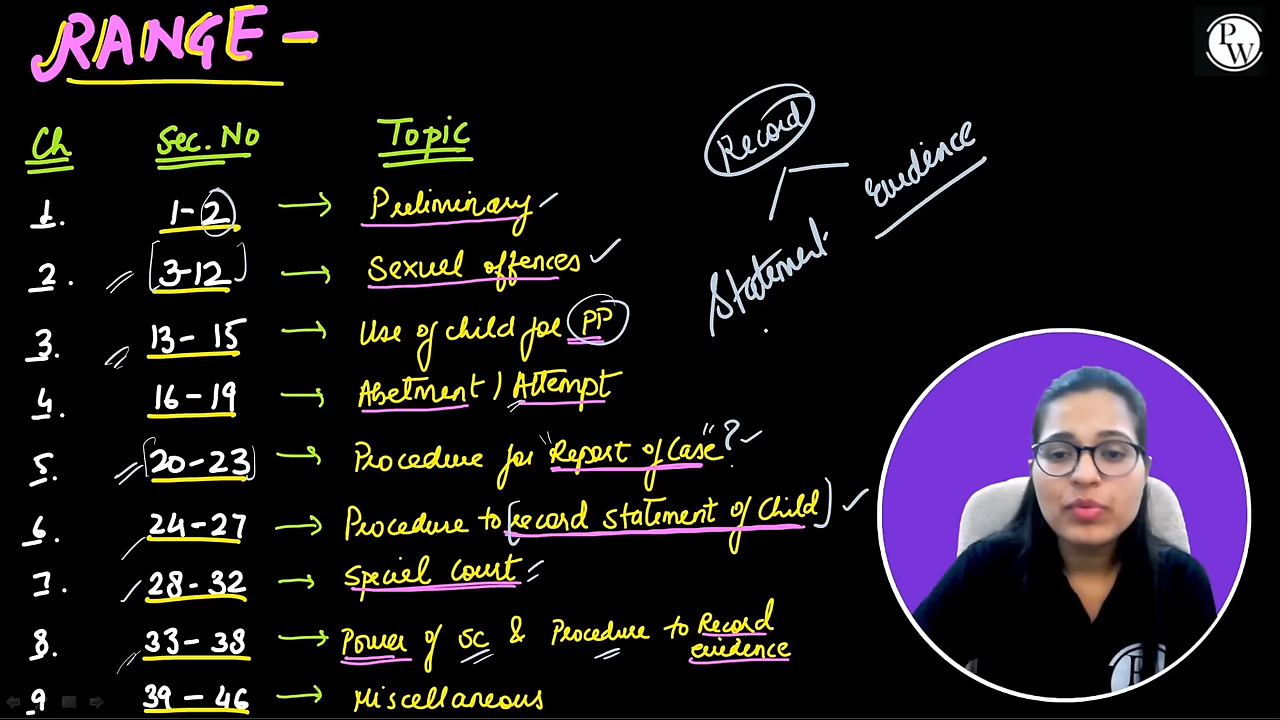 RANGE -
PW
Ch Sec. No Topic
1. 1-2 → Preliminary
2. 3-12 → Sexual offences
3. 13-15 → Use of child for PP
4. 16-19 → Abetment / Attempt
5. 20-23 → Procedure for "Report of Case"?
6. 24-27 → Procedure to [record statement of Child]
7. 28-32 → Special Court
8. 33-38 → Power of SC & Procedure to Record evidence
9 39-46 → Miscellaneous
Record
Statement
Evidence